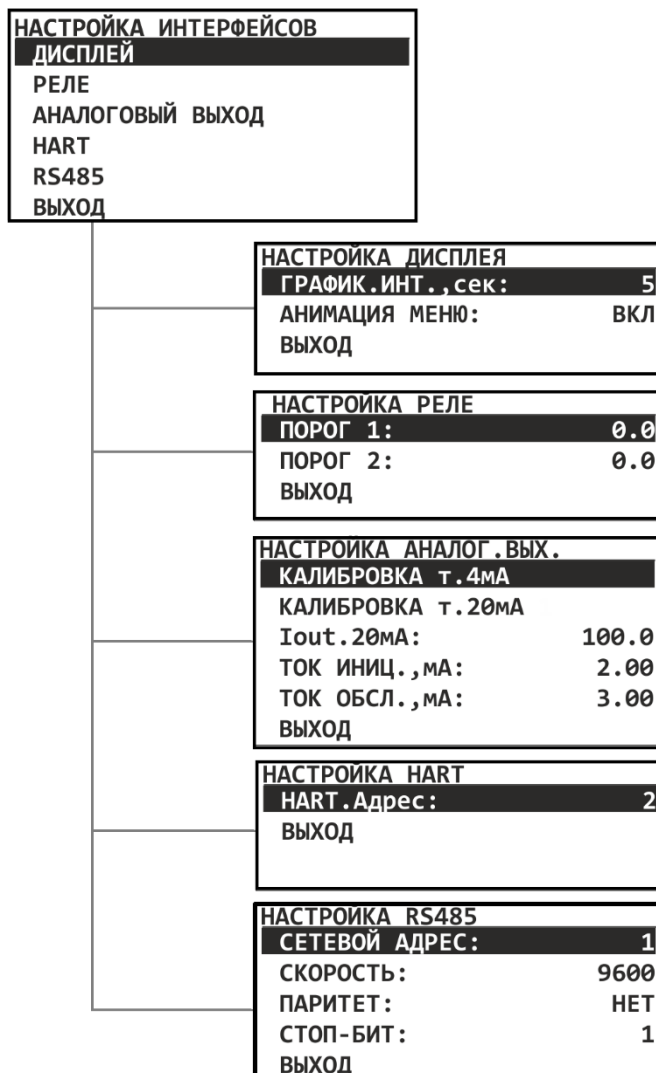 НАСТРОЙКА ИНТЕРФЕЙСОВ
ДИСПЛЕЙ
РЕЛЕ
АНАЛОГОВЫЙ ВЫХОД
HART
RS485
ВЫХОД
НАСТРОЙКА ДИСПЛЕЯ
ГРАФИК.ИНТ.,сек: 5
АНИМАЦИЯ МЕНЮ: ВКЛ
ВЫХОД
НАСТРОЙКА РЕЛЕ
ПОРОГ 1: 0.0
ПОРОГ 2: 0.0
ВЫХОД
НАСТРОЙКА АНАЛОГ.ВЫХ.
КАЛИБРОВКА т.4мА
КАЛИБРОВКА т.20мА
Iout.20мА: 100.0
ТОК ИНИЦ.,мА: 2.00
ТОК ОБСЛ.,мА: 3.00
ВЫХОД
НАСТРОЙКА HART
HART.Адрес: 2
ВЫХОД
НАСТРОЙКА RS485
СЕТЕВОЙ АДРЕС: 1
СКОРОСТЬ: 9600
ПАРИТЕТ: НЕТ
СТОП-БИТ: 1
ВЫХОД